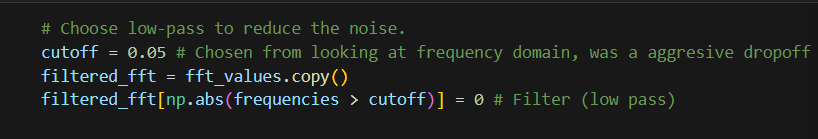 # Choose low-pass to reduce the noise.
cutoff = 0.05 # Chosen from looking at frequency domain, was a aggresive dropoff
filtered_fft = fft_values.copy()
filtered_fft[np.abs(frequencies > cutoff)] = 0 # Filter (low pass)